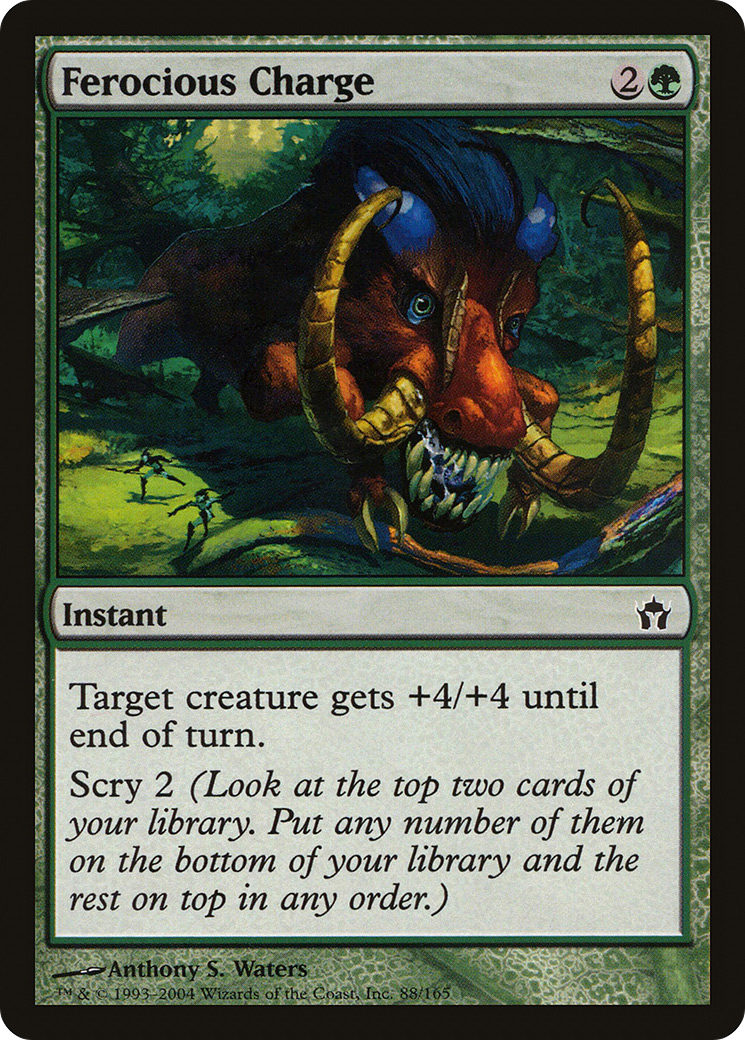 Ferocious Charge 2
Instant
Target creature gets +4/+4 until
end of turn.
Scry 2 (Look at the top two cards of
your library. Put any number of them
on the bottom of your library and the
rest on top in any order.)
Anthony S. Waters
™ & © 1993–2004 Wizards of the Coast, Inc. 88/165